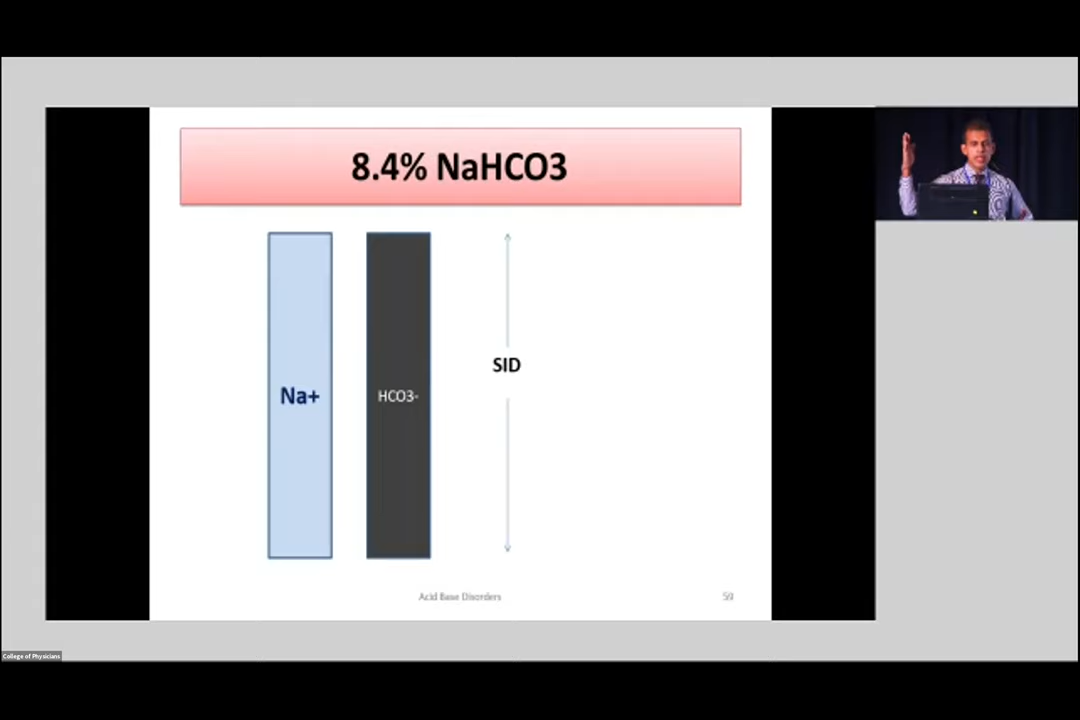 8.4% NaHCO3
Na+
HCO3-
SID
Acid Base Disorders
59
College of Physicians